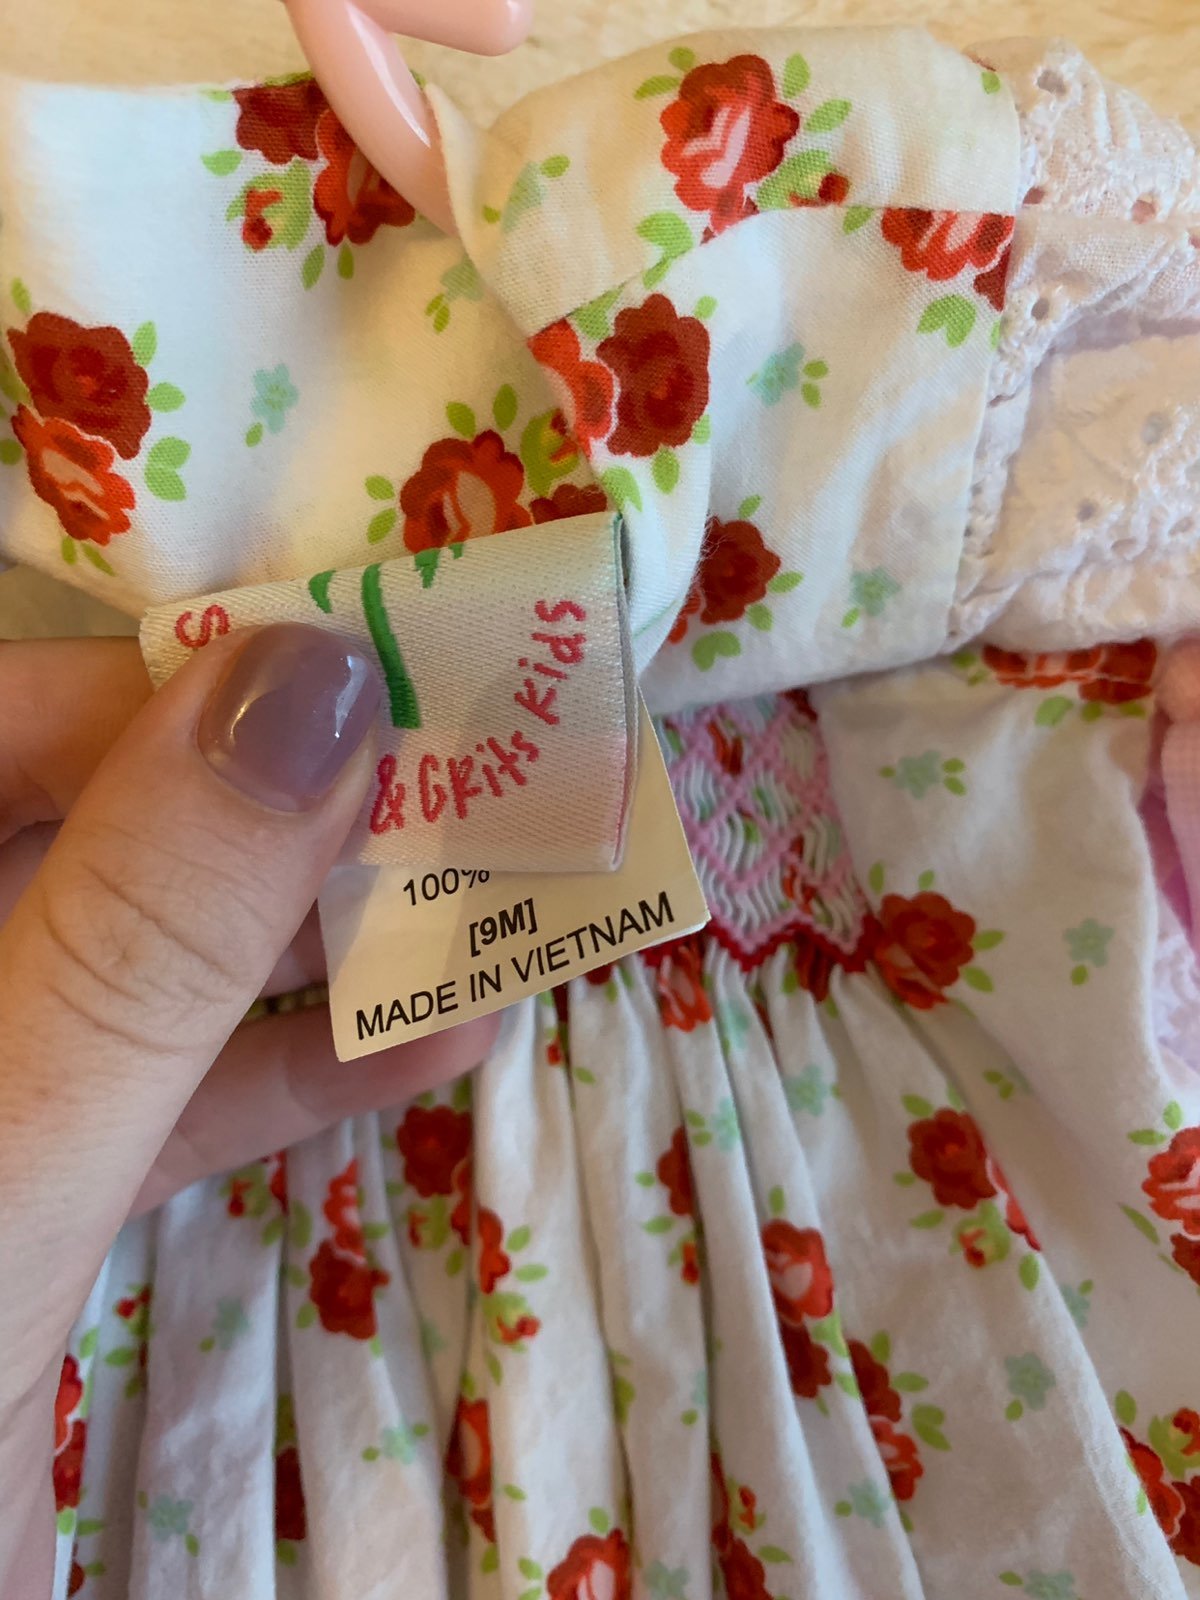 S
& GRits Kids
100%
[9M]
MADE IN VIETNAM